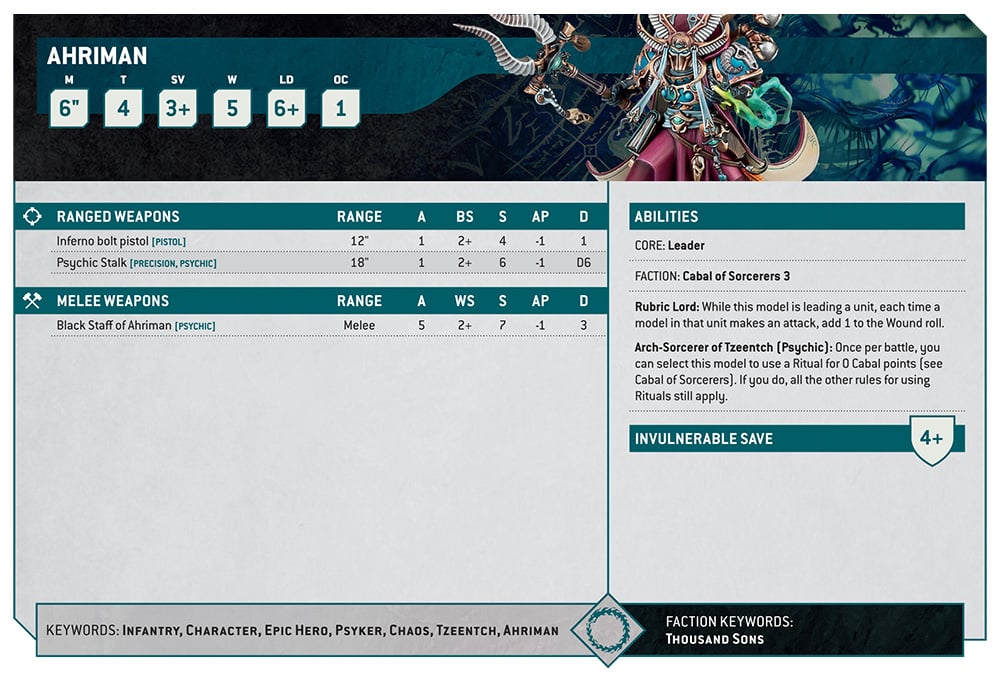 AHRIMAN
M T SV W LD OC
6" 4 3+ 5 6+ 1
RANGED WEAPONS RANGE A BS S AP D
Inferno bolt pistol [PISTOL] 12" 1 2+ 4 -1 1
Psychic Stalk [PRECISION, PSYCHIC] 18" 1 2+ 6 -1 D6
MELEE WEAPONS RANGE A WS S AP D
Black Staff of Ahriman [PSYCHIC] Melee 5 2+ 7 -1 3
ABILITIES
CORE: Leader
FACTION: Cabal of Sorcerers 3
Rubric Lord: While this model is leading a unit, each time a
model in that unit makes an attack, add 1 to the Wound roll.
Arch-Sorcerer of Tzeentch (Psychic): Once per battle, you
can select this model to use a Ritual for 0 Cabal points (see
Cabal of Sorcerers). If you do, all the other rules for using
Rituals still apply.
INVULNERABLE SAVE 4+
KEYWORDS: INFANTRY, CHARACTER, EPIC HERO, PSYKER, CHAOS, TZEENTCH, AHRIMAN
FACTION KEYWORDS:
THOUSAND SONS